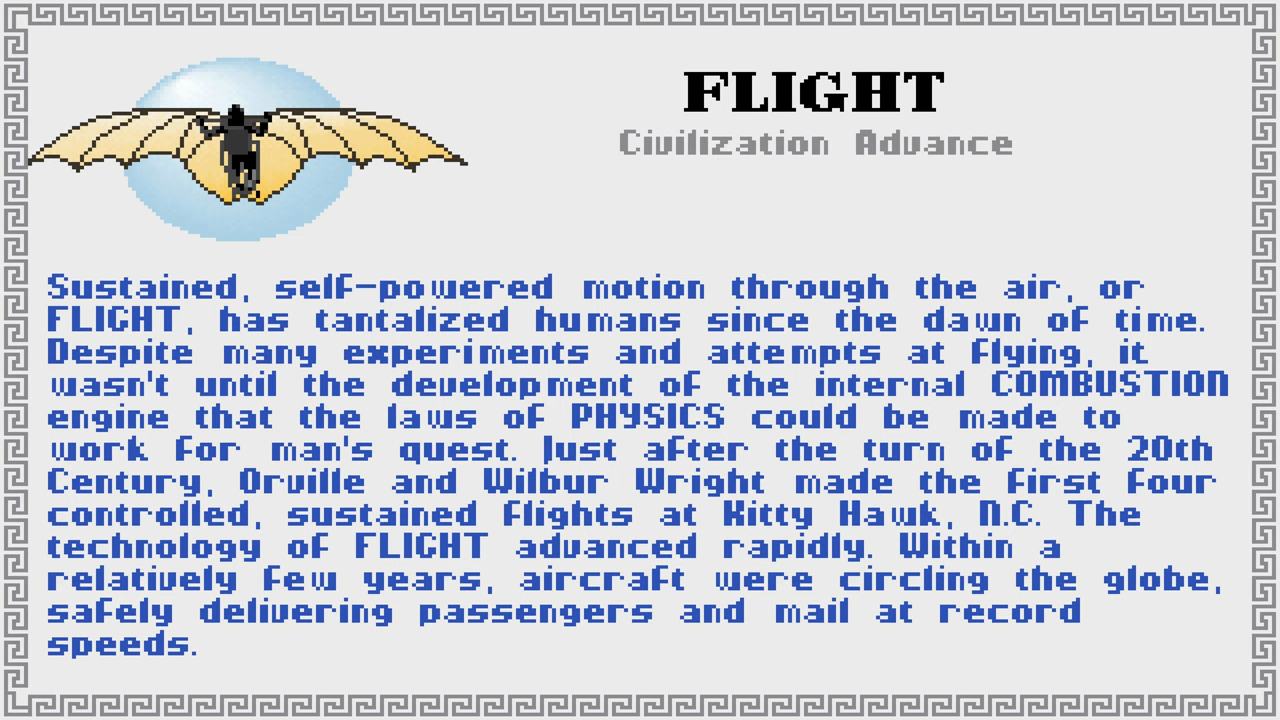 FLIGHT
Civilization Advance
Sustained, self-powered motion through the air, or
FLIGHT, has tantalized humans since the dawn of time.
Despite many experiments and attempts at flying, it
wasn't until the development of the internal COMBUSTION
engine that the laws of PHYSICS could be made to
work for man's quest. Just after the turn of the 20th
Century, Orville and Wilbur Wright made the first four
controlled, sustained flights at Kitty Hawk, N.C. The
technology of FLIGHT advanced rapidly. Within a
relatively few years, aircraft were circling the globe,
safely delivering passengers and mail at record
speeds.